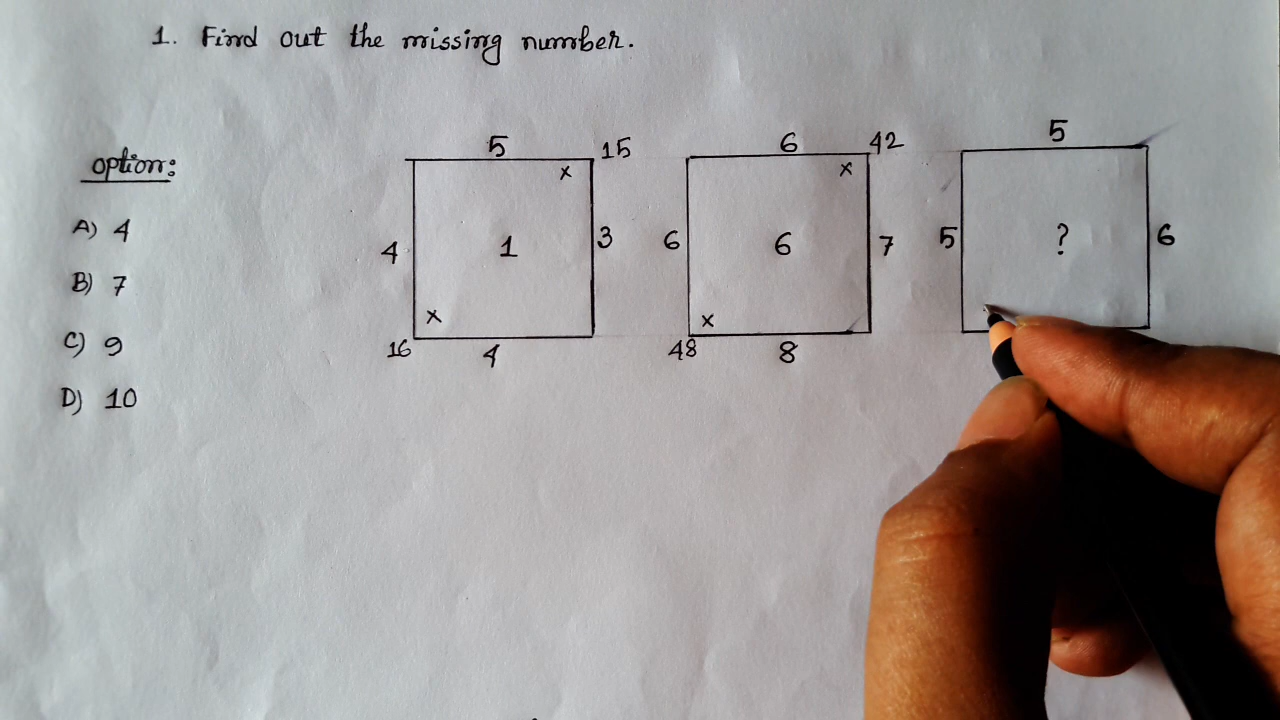 1. Find out the missing number.
option:
A) 4
B) 7
C) 9
D) 10
5 15
x
4 1 3
x
16 4
6 42
x
6 6 7
x
48 8
5
5 ? 6